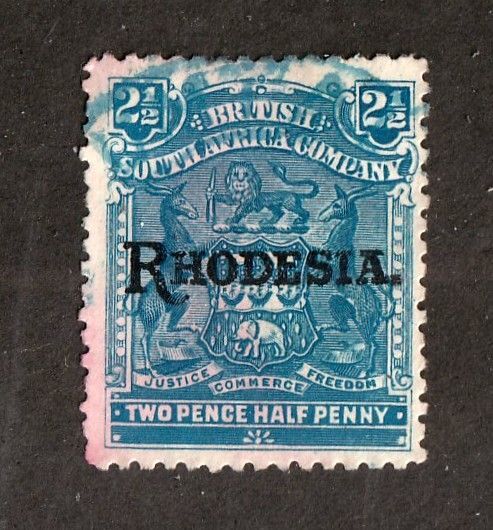 2½ 2½
BRITISH
SOUTH AFRICA COMPANY
RHODESIA.
JUSTICE COMMERCE FREEDOM
TWO PENCE HALF PENNY